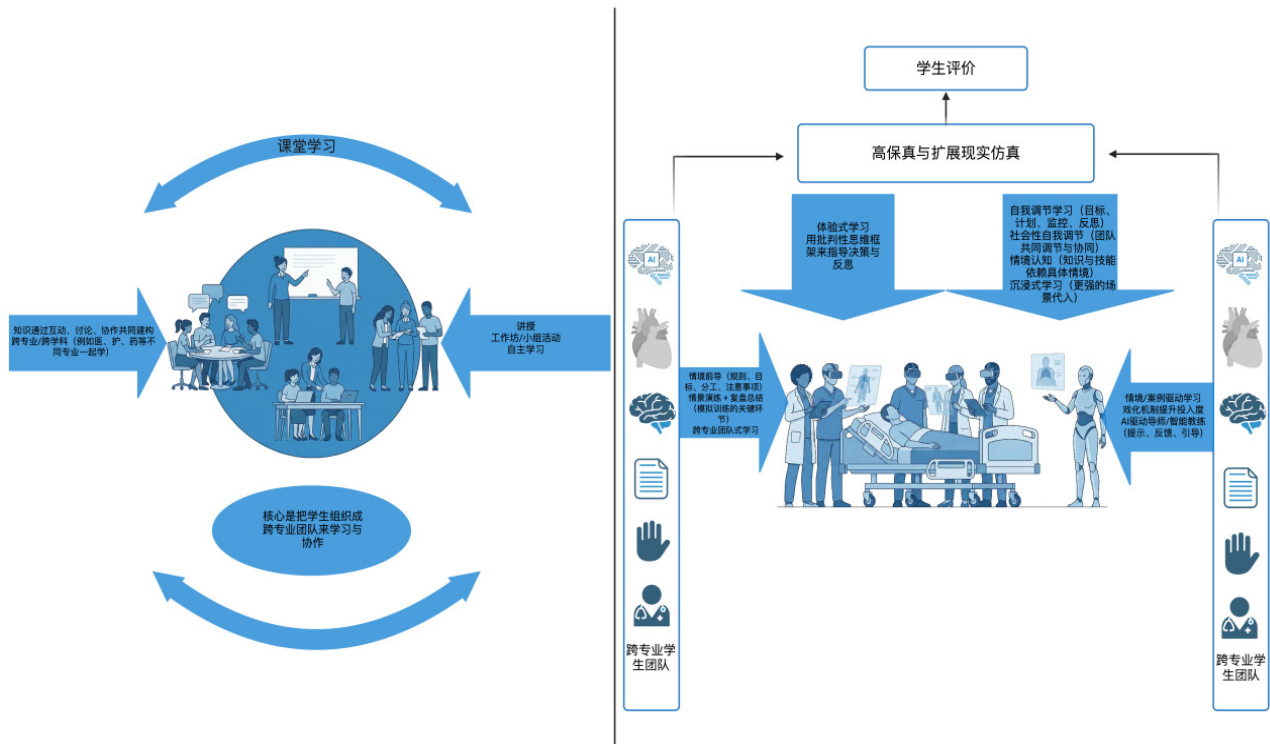 课堂学习
知识通过互动、讨论、协作共同建构
跨专业/跨学科（例如医、护、药等不
同专业一起学）
讲授
工作坊/小组活动
自主学习
核心是把学生组织成
跨专业团队来学习与
协作
学生评价
高保真与扩展现实仿真
体验式学习
用批判性思维框
架来指导决策与
反思
自我调节学习（目标、
计划、监控、反思）
社会性自我调节（团队
共同调节与协同）
情境认知（知识与技能
依赖具体情境）
沉浸式学习（更强的场
景代入）
AI
跨专业学
生团队
情境前导（规则、目
标、分工、注意事项）
情景演练＋复盘总结
（模拟训练的关键环
节）
跨专业团队式学习
情境/案例驱动学习
戏化机制提升投入度
AI驱动导师/智能教练
（提示、反馈、引导）
AI
跨专业学
生团队